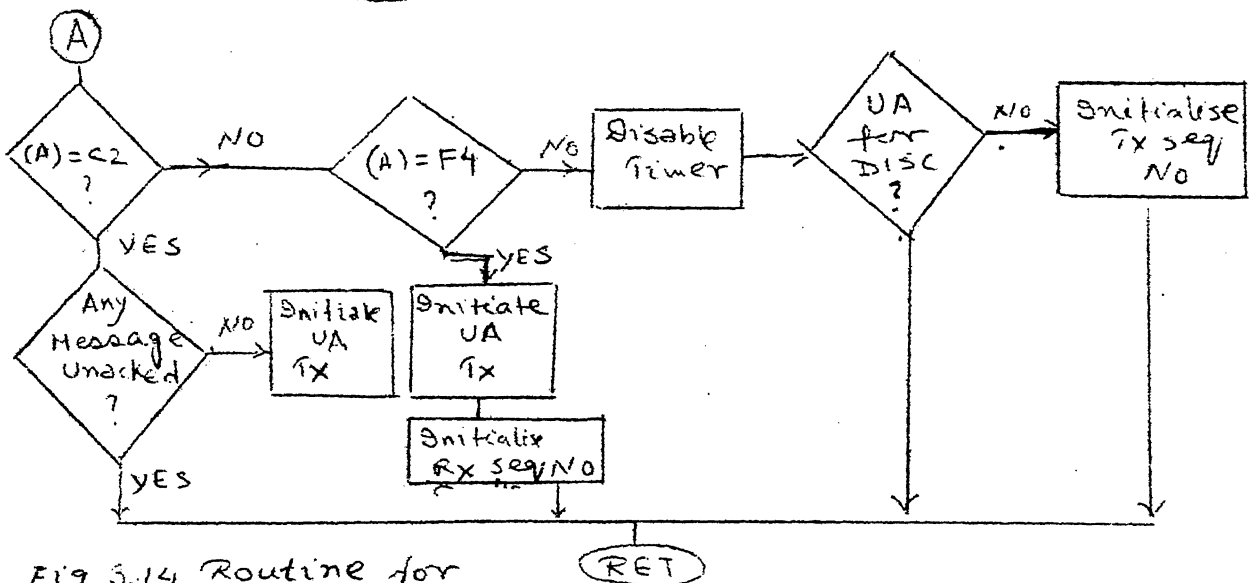 A
(A)=C2
?
NO
(A)=F4
?
NO
Disable
Timer
UA
for
DISC
?
NO
Initialise
Tx seq
NO
YES
Any
Message
Unacked
?
NO
Initiate
UA
Tx
YES
Initiate
UA
Tx
Initialise
Rx seq NO
YES
Fig 5.14 Routine for
RET